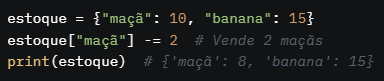 estoque = {"maçã": 10, "banana": 15}
estoque["maçã"] -= 2  # Vende 2 maçãs
print(estoque)  # {'maçã': 8, 'banana': 15}